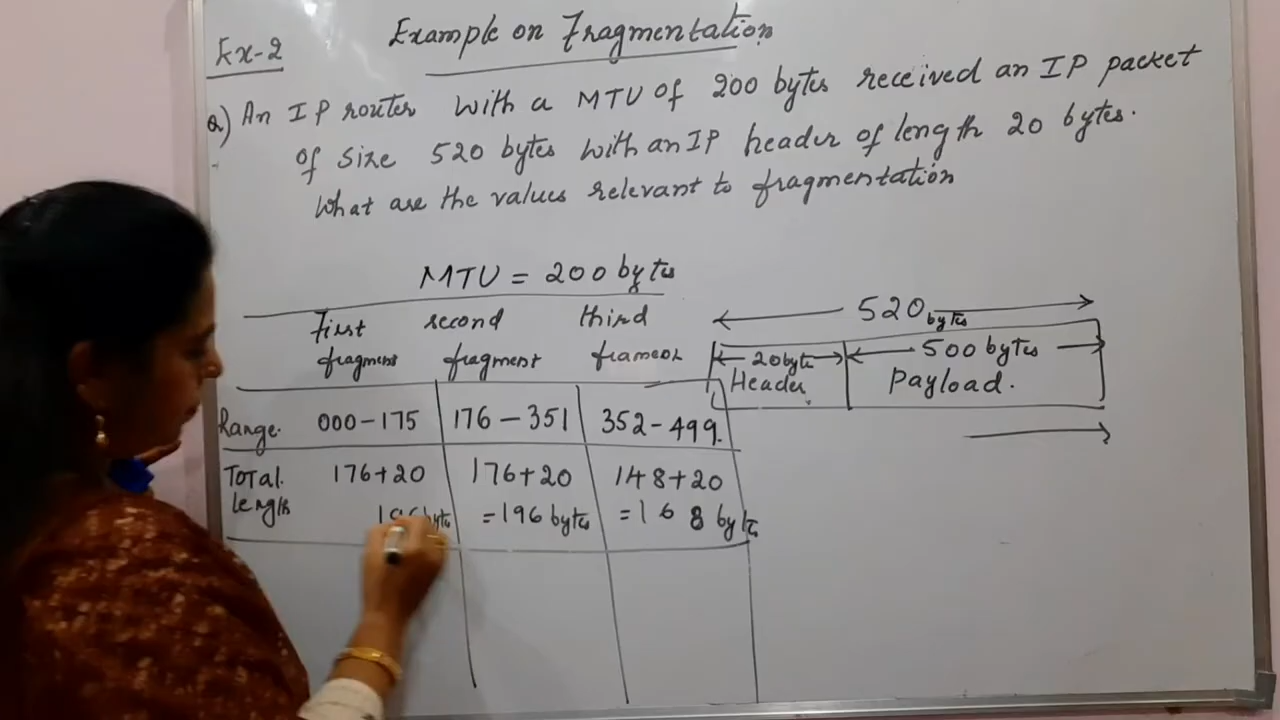 Ex-2
Example on Fragmentation
Q) An IP router with a MTU of 200 bytes received an IP packet
of size 520 bytes with an IP header of length 20 bytes.
What are the values relevant to fragmentation
MTU = 200 bytes
First fragment
second fragment
third
520 bytes
20 byte Header
500 bytes Payload.
Range. 000-175 176-351 352-499.
Total length 176+20 176+20 148+20
196 bytes =196 bytes =168 bytes